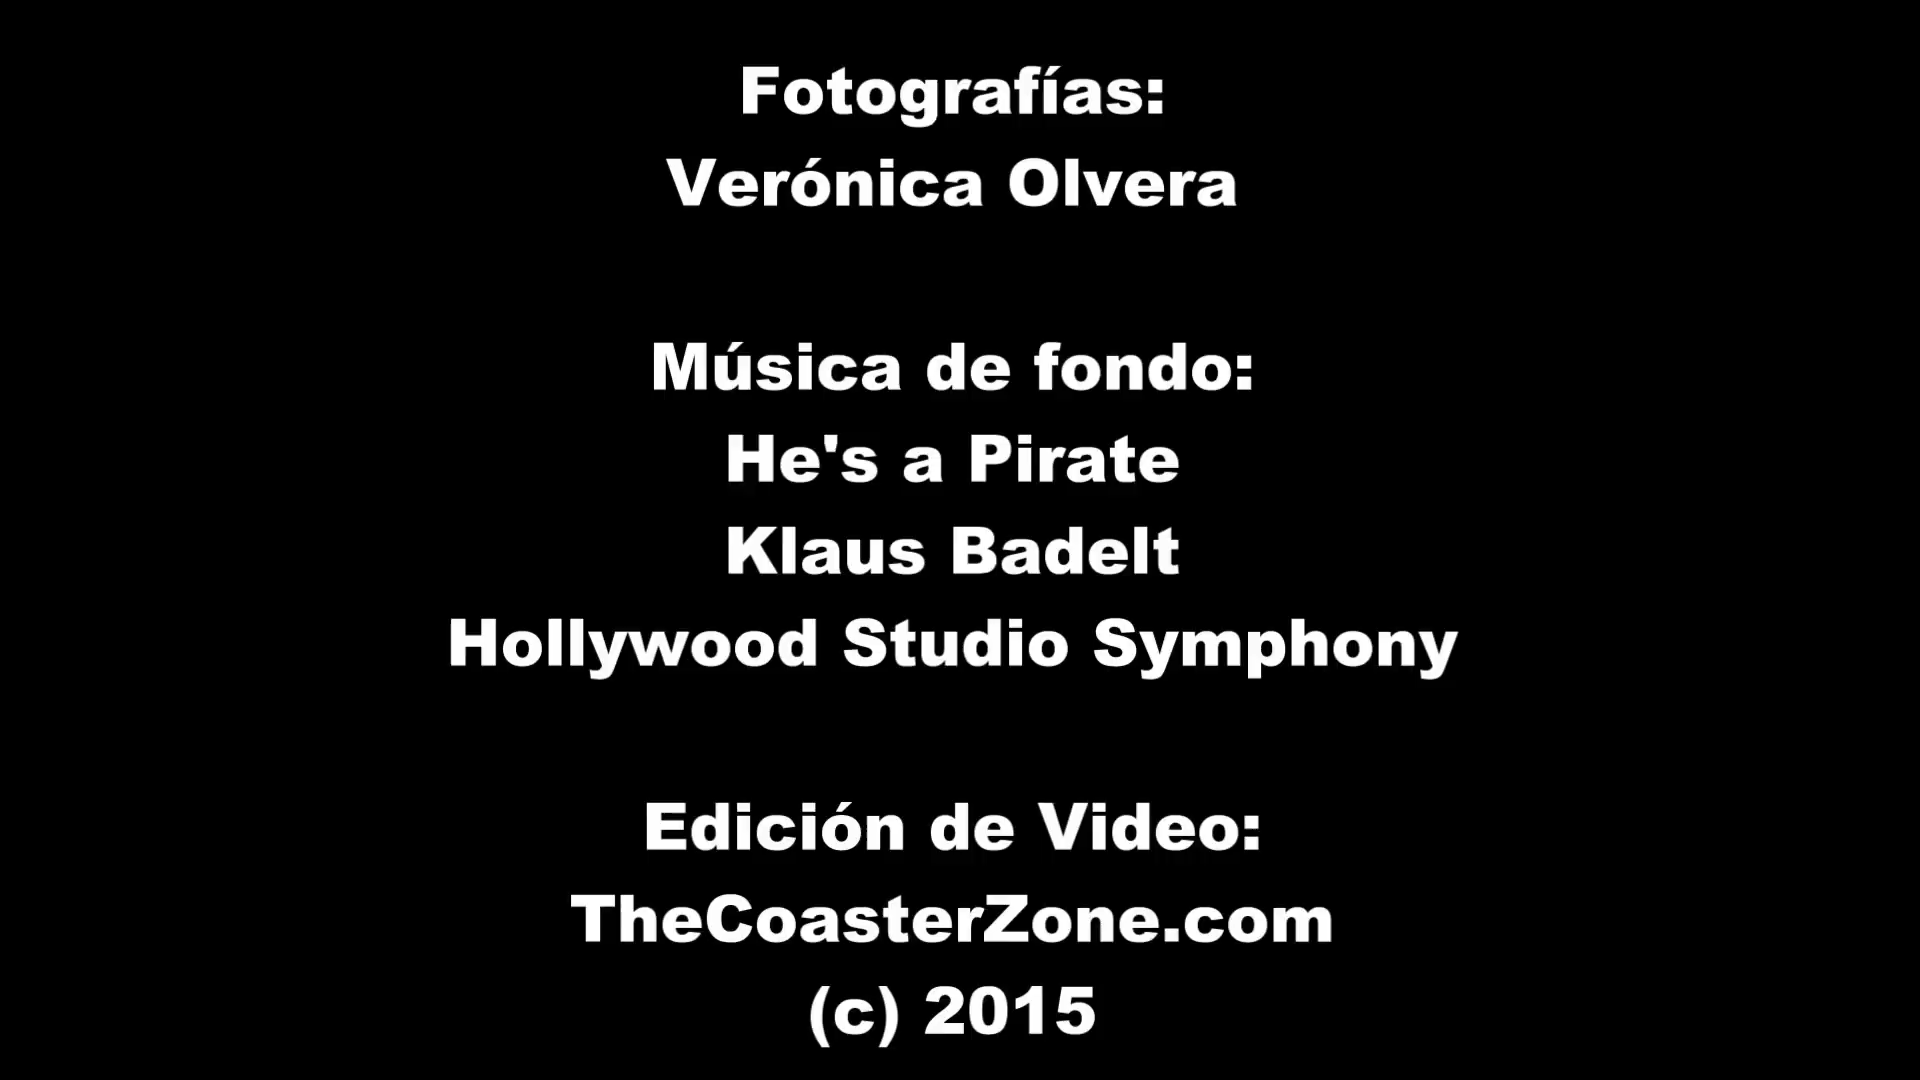 Fotografías:
Verónica Olvera
Música de fondo:
He's a Pirate
Klaus Badelt
Hollywood Studio Symphony
Edición de Video:
TheCoasterZone.com
(c) 2015